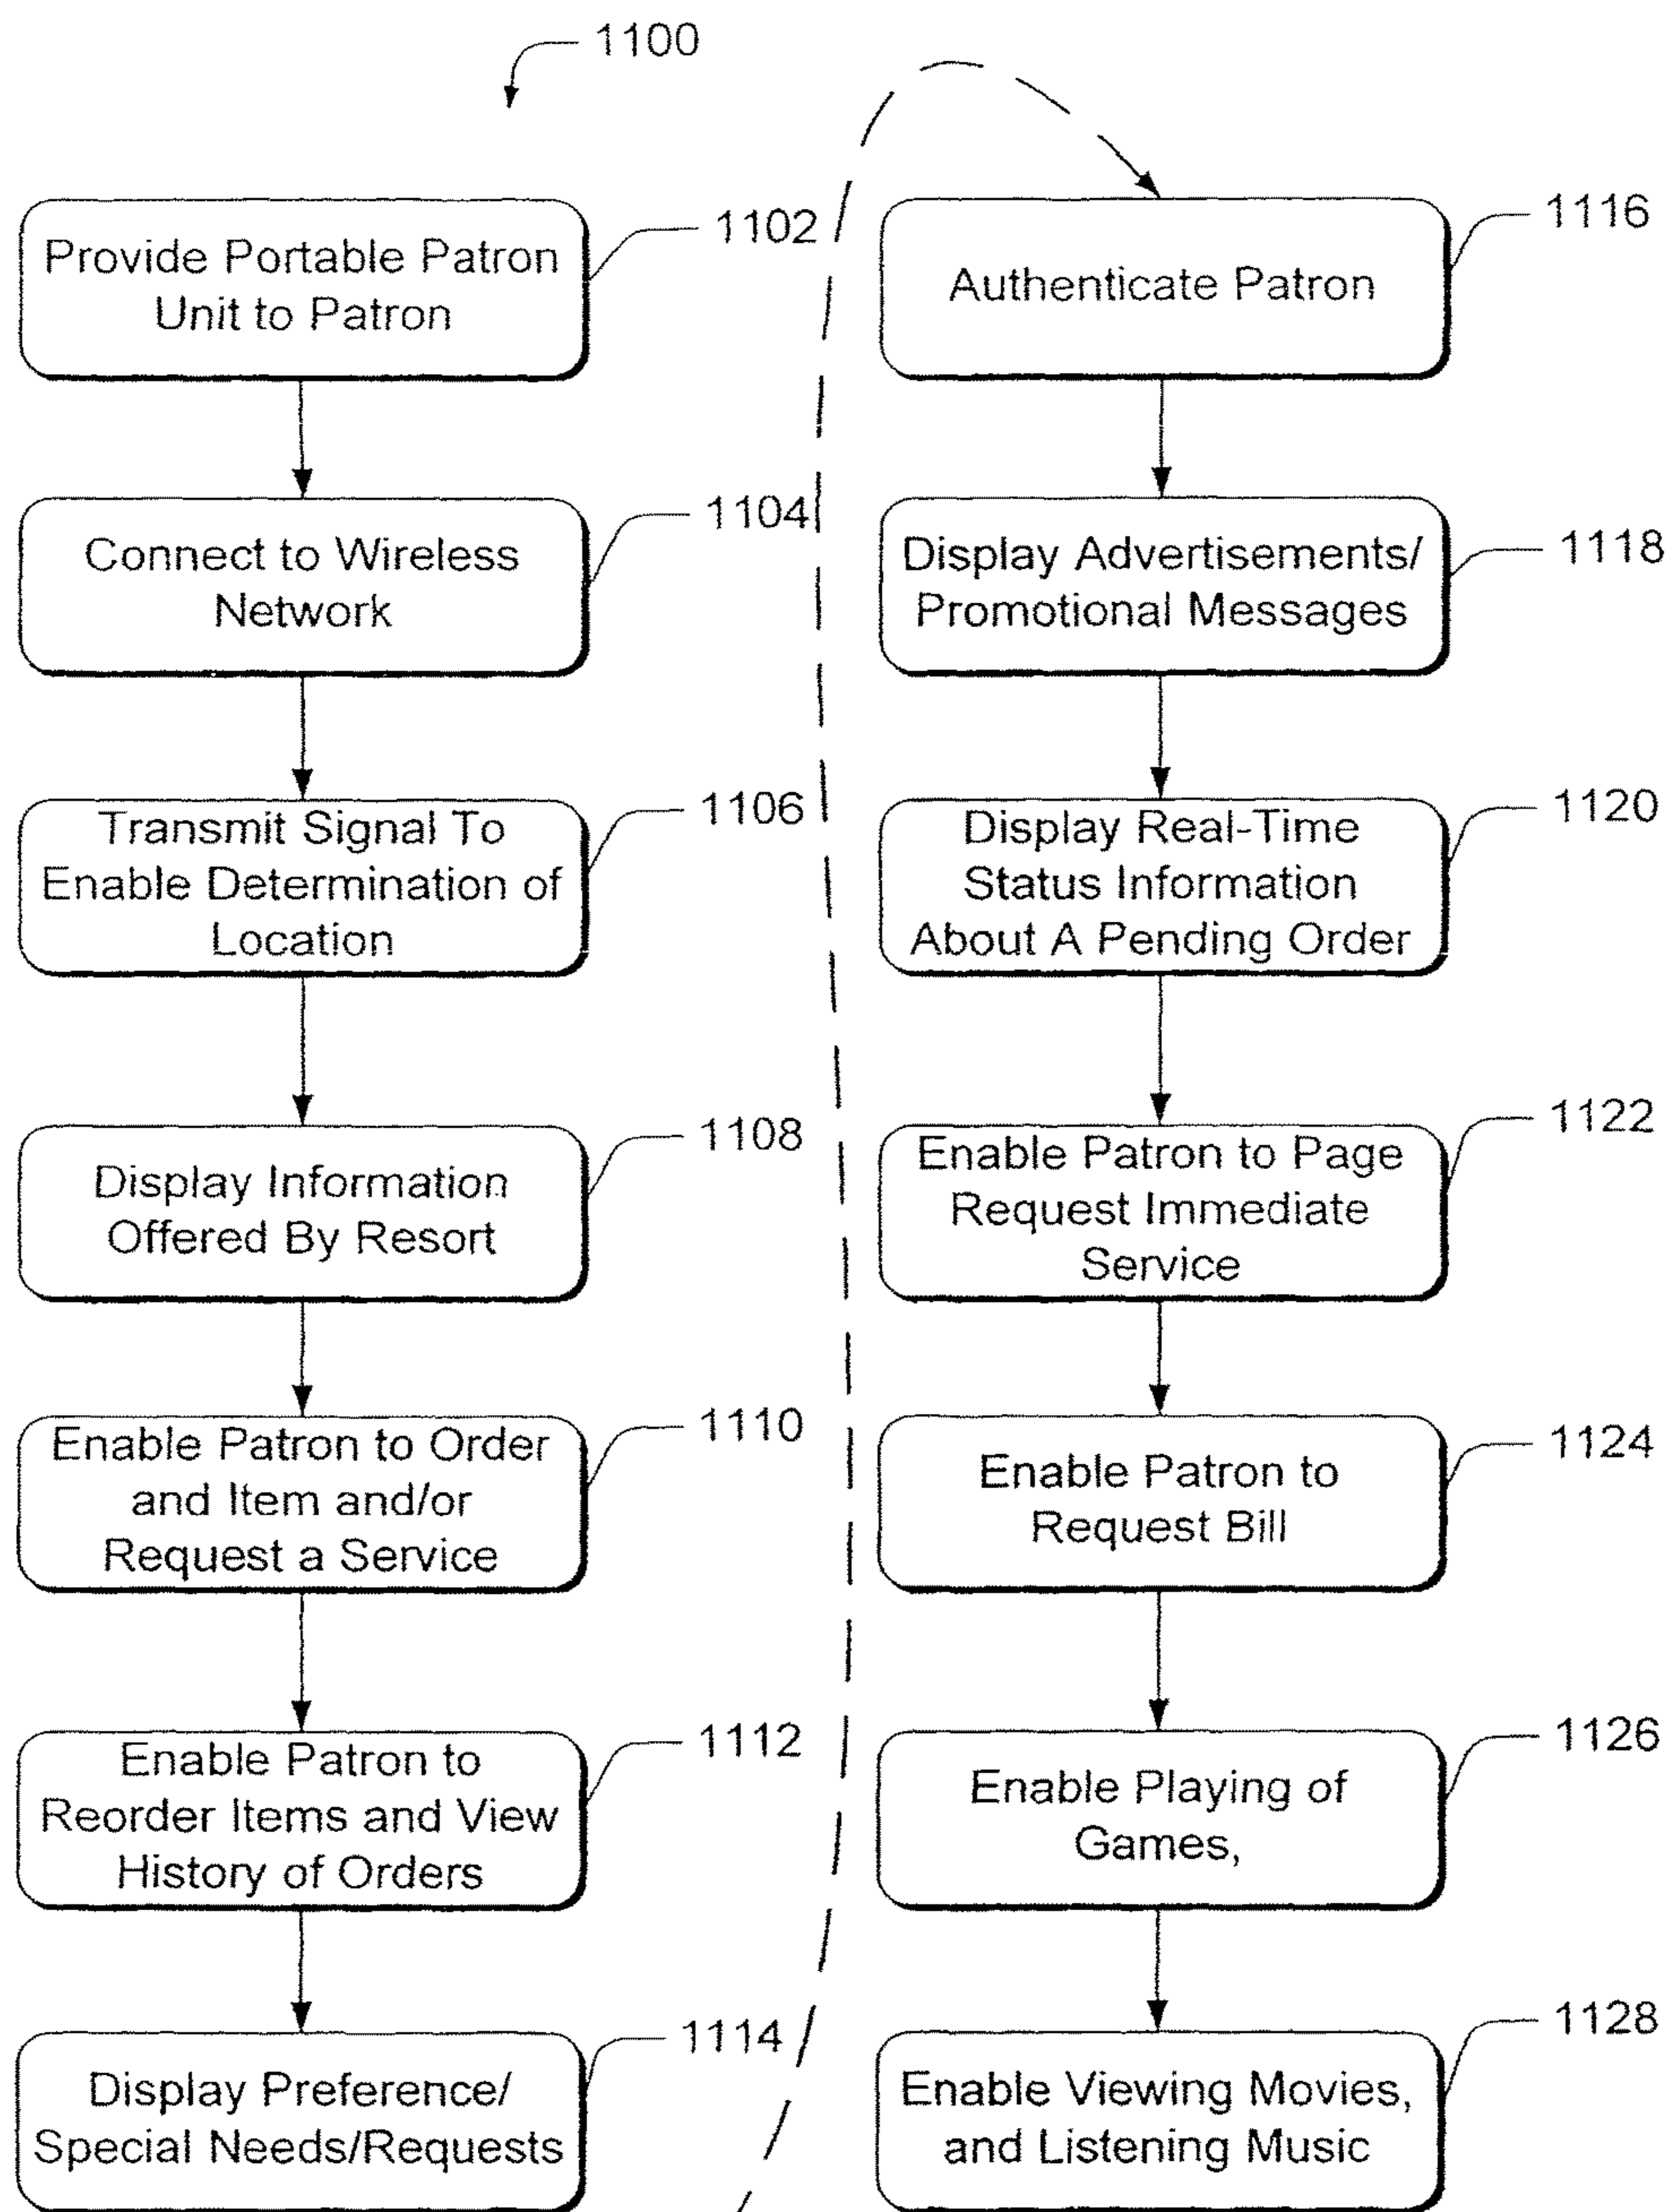 1100
Provide Portable Patron
Unit to Patron
1102
Connect to Wireless
Network
1104
Transmit Signal To
Enable Determination of
Location
1106
Display Information
Offered By Resort
1108
Enable Patron to Order
and Item and/or
Request a Service
1110
Enable Patron to
Reorder Items and View
History of Orders
1112
Display Preference/
Special Needs/Requests
1114
Authenticate Patron
1116
Display Advertisements/
Promotional Messages
1118
Display Real-Time
Status Information
About A Pending Order
1120
Enable Patron to Page
Request Immediate
Service
1122
Enable Patron to
Request Bill
1124
Enable Playing of
Games,
1126
Enable Viewing Movies,
and Listening Music
1128